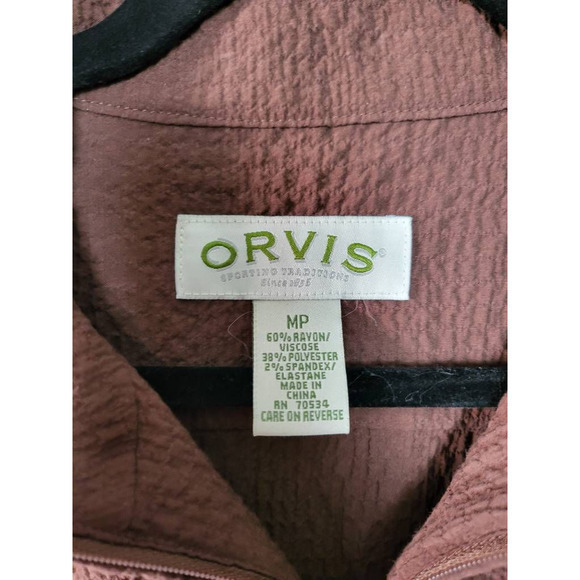 ORVIS®
SPORTING TRADITIONS
Since 1856
MP
60% RAYON/
VISCOSE
38% POLYESTER
2% SPANDEX/
ELASTANE
MADE IN
CHINA
RN 70534
CARE ON REVERSE